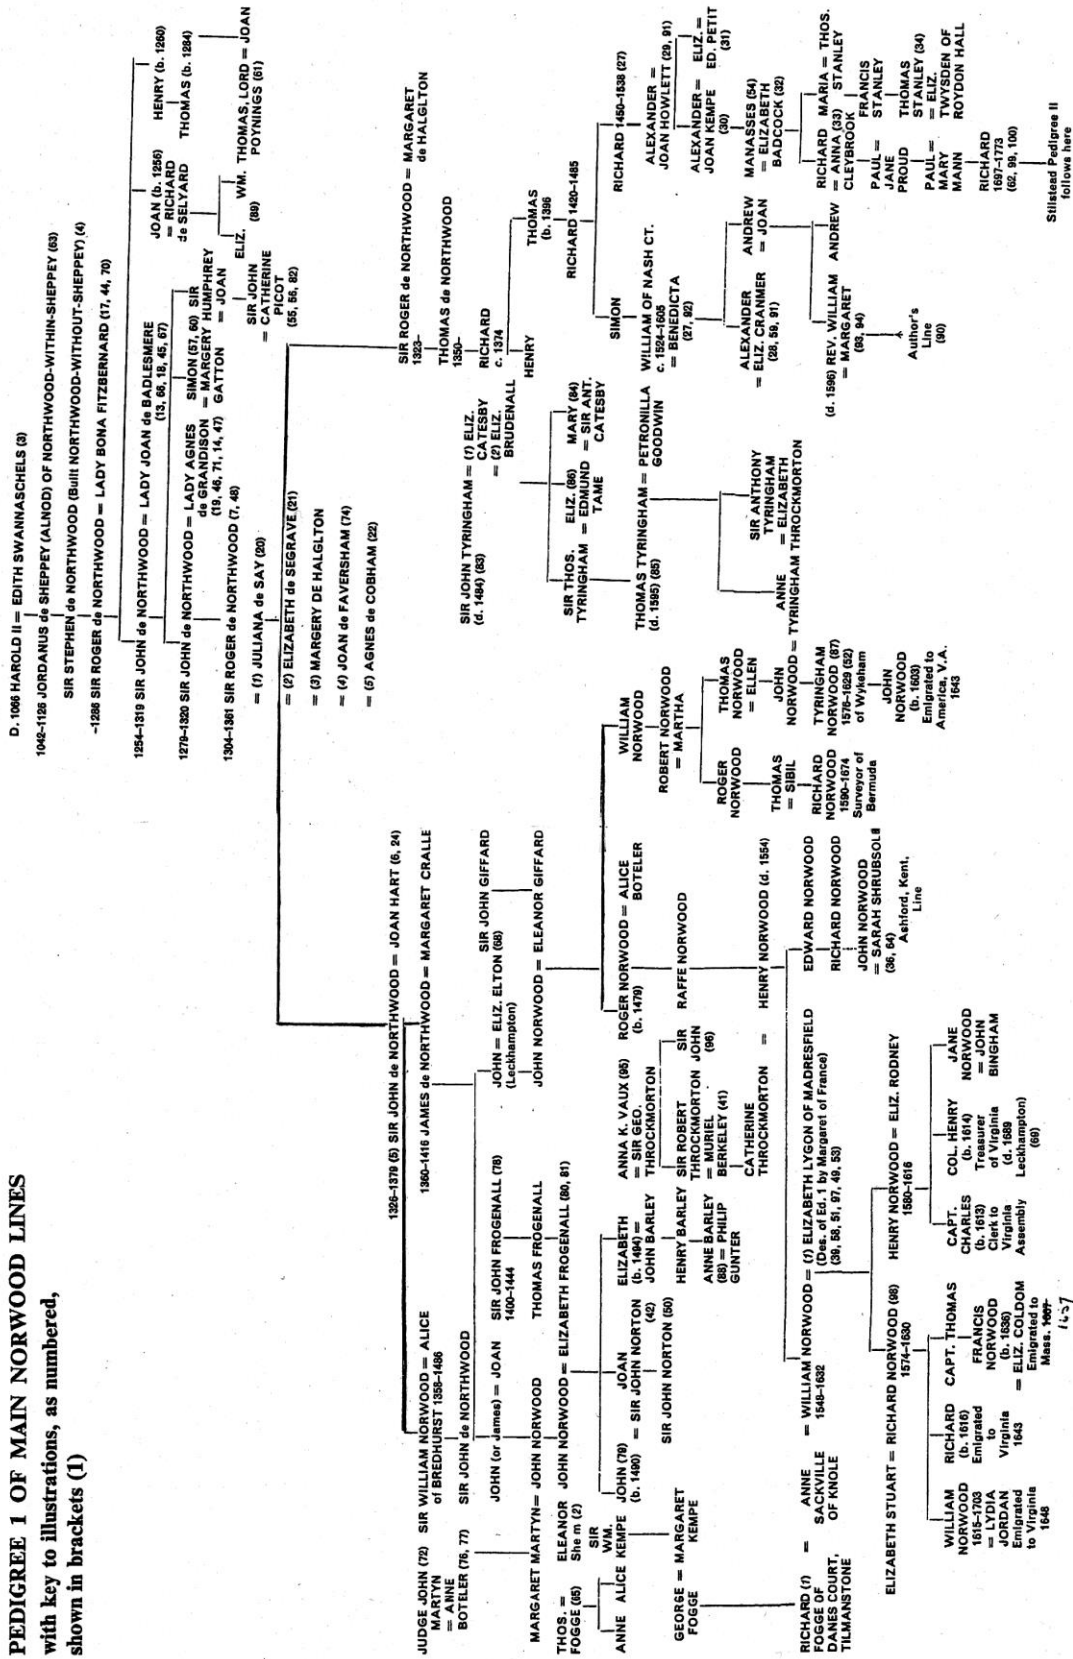 PEDIGREE 1 OF MAIN NORWOOD LINES
with key to illustrations, as numbered,
shown in brackets (1)
D. 1066 HAROLD II = EDITH SWANNASCHELS (3)
1042–1126 JORDANUS de SHEPPEY (ALNOD) OF NORTHWOOD-WITHIN-SHEPPEY (63)
SIR STEPHEN de NORTHWOOD (Built NORTHWOOD-WITHOUT-SHEPPEY) (4)
–1286 SIR ROGER de NORTHWOOD = LADY BONA FITZBERNARD (17, 44, 70)
1254–1319 SIR JOHN de NORTHWOOD = LADY JOAN de BADLESMERE
(13, 66, 18, 45, 67)
JOAN (b. 1256)
= RICHARD
de SELYARD
HENRY (b. 1260)
THOMAS (b. 1284)
ELIZ.
WM.
(89)
THOMAS, LORD = JOAN
POYNINGS (61)
1279–1320 SIR JOHN de NORTHWOOD = LADY AGNES
de GRANDISON
(19, 46, 71, 14, 47)
SIMON (57, 60)
= MARGERY
GATTON
SIR
HUMPHREY
= JOAN
SIR JOHN
= CATHERINE
PICOT
(55, 56, 82)
1304–1361 SIR ROGER de NORTHWOOD (7, 48)
= (1) JULIANA de SAY (20)
= (2) ELIZABETH de SEGRAVE (21)
= (3) MARGERY DE HALGLTON
= (4) JOAN de FAVERSHAM (74)
= (5) AGNES de COBHAM (22)
SIR ROGER de NORTHWOOD = MARGARET
1323–
de HALGLTON
THOMAS de NORTHWOOD
1350–
RICHARD
c. 1374
HENRY
THOMAS
(b. 1396
RICHARD 1420–1485
SIMON
RICHARD 1450–1538 (27)
WILLIAM OF NASH CT.
c. 1524–1605
= BENEDICTA
(27, 92)
ALEXANDER =
JOAN HOWLETT (29, 91)
ALEXANDER =
JOAN KEMPE
(30)
ELIZ. =
ED. PETIT
(31)
ALEXANDER
= ELIZ. CRANMER
(28, 59, 91)
ANDREW
= JOAN
MANASSES (54)
= ELIZABETH
BADCOCK (32)
(d. 1596) REV. WILLIAM
= MARGARET
(93, 94)
ANDREW
Author's
Line
(90)
RICHARD
= ANNA (33)
CLEYBROOK
MARIA = THOS.
STANLEY
PAUL =
JANE
PROUD
FRANCIS
STANLEY
PAUL =
MARY
MANN
THOMAS
STANLEY (34)
= ELIZ.
TWYSDEN OF
ROYDON HALL
RICHARD
1697–1773
(62, 99, 100)
Stilstead Pedigree II
follows here
SIR JOHN TYRINGHAM = (1) ELIZ.
(d. 1484) (83)
CATESBY
= (2) ELIZ.
BRUDENALL
SIR THOS.
TYRINGHAM
ELIZ. (86)
= EDMUND
TAME
MARY (84)
= SIR ANT.
CATESBY
THOMAS TYRINGHAM = PETRONILLA
(d. 1595) (85)
GOODWIN
ANNE
= TYRINGHAM THROCKMORTON
SIR ANTHONY
TYRINGHAM
= ELIZABETH
THROCKMORTON
1326–1379 (5) SIR JOHN de NORTHWOOD = JOAN HART (6, 24)
JUDGE JOHN (72)
MARTYN
= ANNE
BOTELER (76, 77)
SIR WILLIAM NORWOOD = ALICE
of BREDHURST 1358–1486
1360–1416 JAMES de NORTHWOOD = MARGARET CRALLE
SIR JOHN de NORTHWOOD
JOHN (or James) = JOAN
SIR JOHN FROGENALL (78)
1400–1444
JOHN = ELIZ. ELTON (68)
(Leckhampton)
SIR JOHN GIFFARD
MARGARET MARTYN = JOHN NORWOOD
THOMAS FROGENALL
JOHN NORWOOD = ELEANOR GIFFARD
THOS. =
FOGGE (65)
ELEANOR
She m (2)
SIR
WM.
KEMPE
JOHN NORWOOD = ELIZABETH FROGENALL (80, 81)
ANNE
ALICE
JOHN (79)
(b. 1490)
JOAN
= SIR JOHN NORTON
(42)
SIR JOHN NORTON (50)
ELIZABETH
(b. 1494) =
JOHN BARLEY
HENRY BARLEY
ANNE BARLEY
(88) = PHILIP
GUNTER
GEORGE = MARGARET
FOGGE
KEMPE
RICHARD (?)
FOGGE OF
DANES COURT,
TILMANSTONE
= ANNE
SACKVILLE
OF KNOLE
ANNA K. VAUX (95)
= SIR GEO.
THROCKMORTON
SIR ROBERT
THROCKMORTON
= MURIEL
BERKELEY (41)
SIR
JOHN
(96)
CATHERINE
THROCKMORTON
=
HENRY NORWOOD (d. 1554)
ROGER NORWOOD = ALICE
(b. 1479)
BOTELER
RAFFE NORWOOD
WILLIAM
NORWOOD
ROBERT NORWOOD
= MARTHA
ROGER
NORWOOD
THOMAS
NORWOOD
= ELLEN
THOMAS
= SIBIL
JOHN
NORWOOD
RICHARD
NORWOOD
1590–1674
Surveyor of
Bermuda
TYRINGHAM
NORWOOD (87)
1576–1629 (52)
of Wykeham
JOHN
NORWOOD
(b. 1603)
Emigrated to
America, V.A.
1643
= WILLIAM NORWOOD = (1) ELIZABETH LYGON OF MADRESFIELD
1548–1632
(Des. of Ed. 1 by Margaret of France)
(39, 58, 51, 97, 49, 53)
EDWARD NORWOOD
RICHARD NORWOOD
JOHN NORWOOD
= SARAH SHRUBSOLE
(36, 64)
Ashford, Kent,
Line
ELIZABETH STUART = RICHARD NORWOOD (98)
1574–1630
HENRY NORWOOD = ELIZ. RODNEY
1580–1616
WILLIAM
NORWOOD
1615–1703
= LYDIA
JORDAN
Emigrated
to Virginia
1648
RICHARD
(b. 1616)
Emigrated
to
Virginia
1643
CAPT. THOMAS
FRANCIS
NORWOOD
(b. 1636)
= ELIZ. COLDOM
Emigrated to
Mass.
1657
CAPT.
CHARLES
(b. 1613)
Clerk to
Virginia
Assembly
COL. HENRY
(b. 1614)
Treasurer
of Virginia
(d. 1689
Leckhampton)
(69)
JANE
NORWOOD
= JOHN
BINGHAM